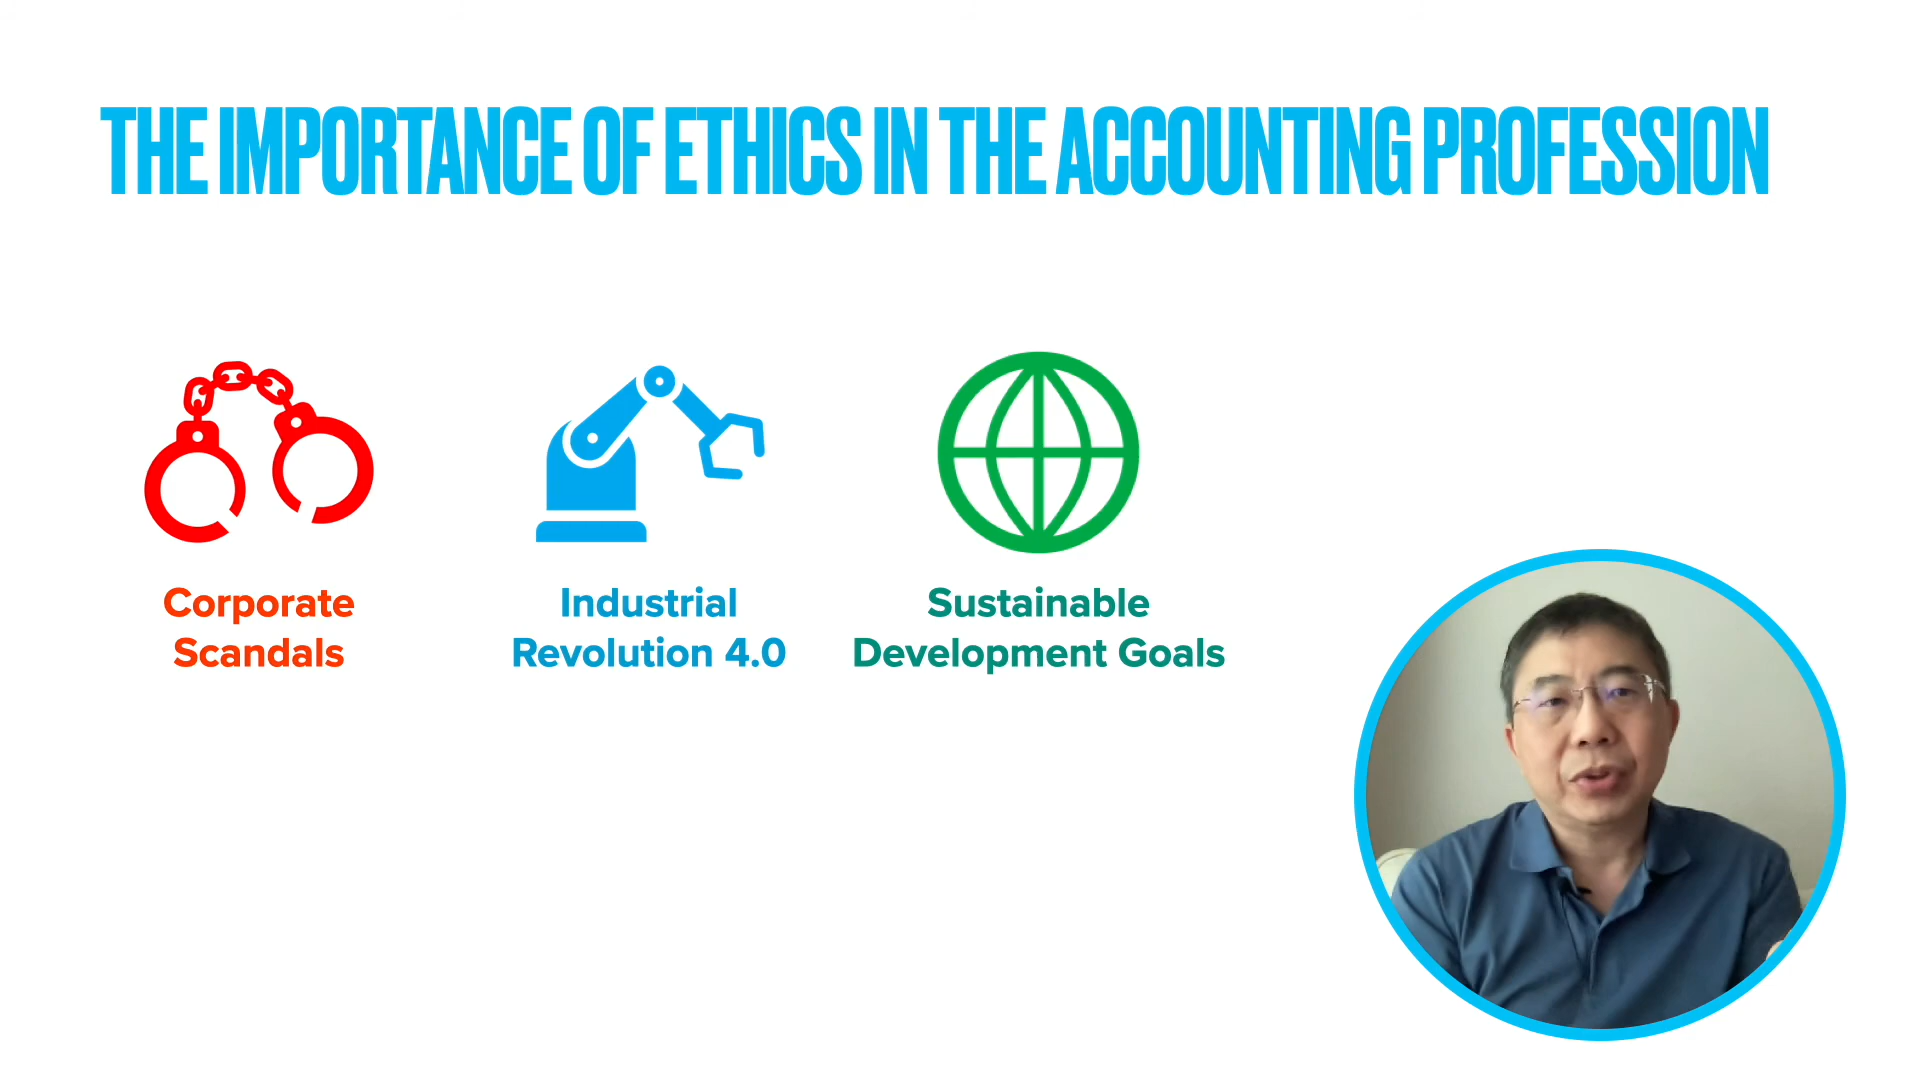 THE IMPORTANCE OF ETHICS IN THE ACCOUNTING PROFESSION
Corporate
Scandals
Industrial
Revolution 4.0
Sustainable
Development Goals